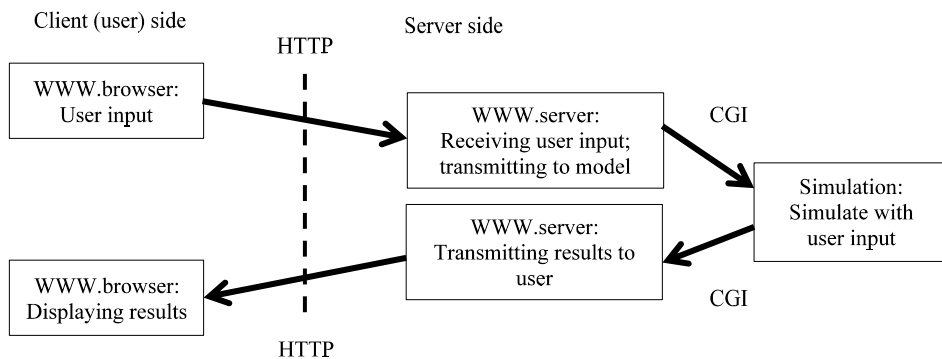 Client (user) side
Server side
HTTP
WWW.browser:
User input
WWW.server:
Receiving user input;
transmitting to model
CGI
Simulation:
Simulate with
user input
WWW.server:
Transmitting results to
user
CGI
WWW.browser:
Displaying results
HTTP